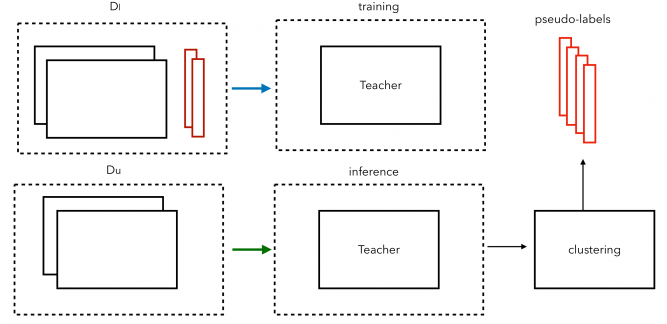 Dl
training
pseudo-labels
Teacher
Du
inference
Teacher
clustering